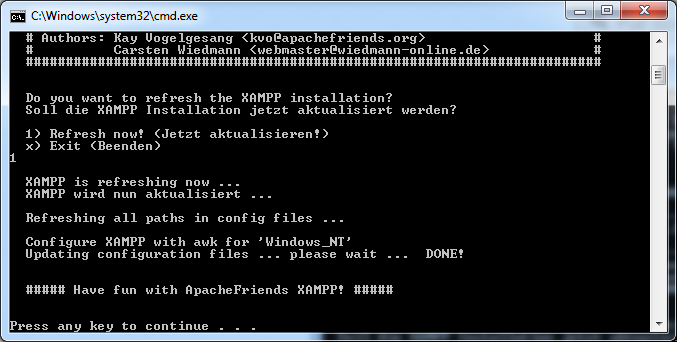 C:\Windows\system32\cmd.exe
# Authors: Kay Vogelgesang <kvo@apachefriends.org> #
# Carsten Wiedmann <webmaster@wiedmann-online.de> #
########################################################################
Do you want to refresh the XAMPP installation?
Soll die XAMPP Installation jetzt aktualisiert werden?
1) Refresh now! (Jetzt aktualisieren!)
x) Exit (Beenden)
1
XAMPP is refreshing now ...
XAMPP wird nun aktualisiert ...
Refreshing all paths in config files ...
Configure XAMPP with awk for 'Windows_NT'
Updating configuration files ... please wait ... DONE!
##### Have fun with ApacheFriends XAMPP! #####
Press any key to continue . . .